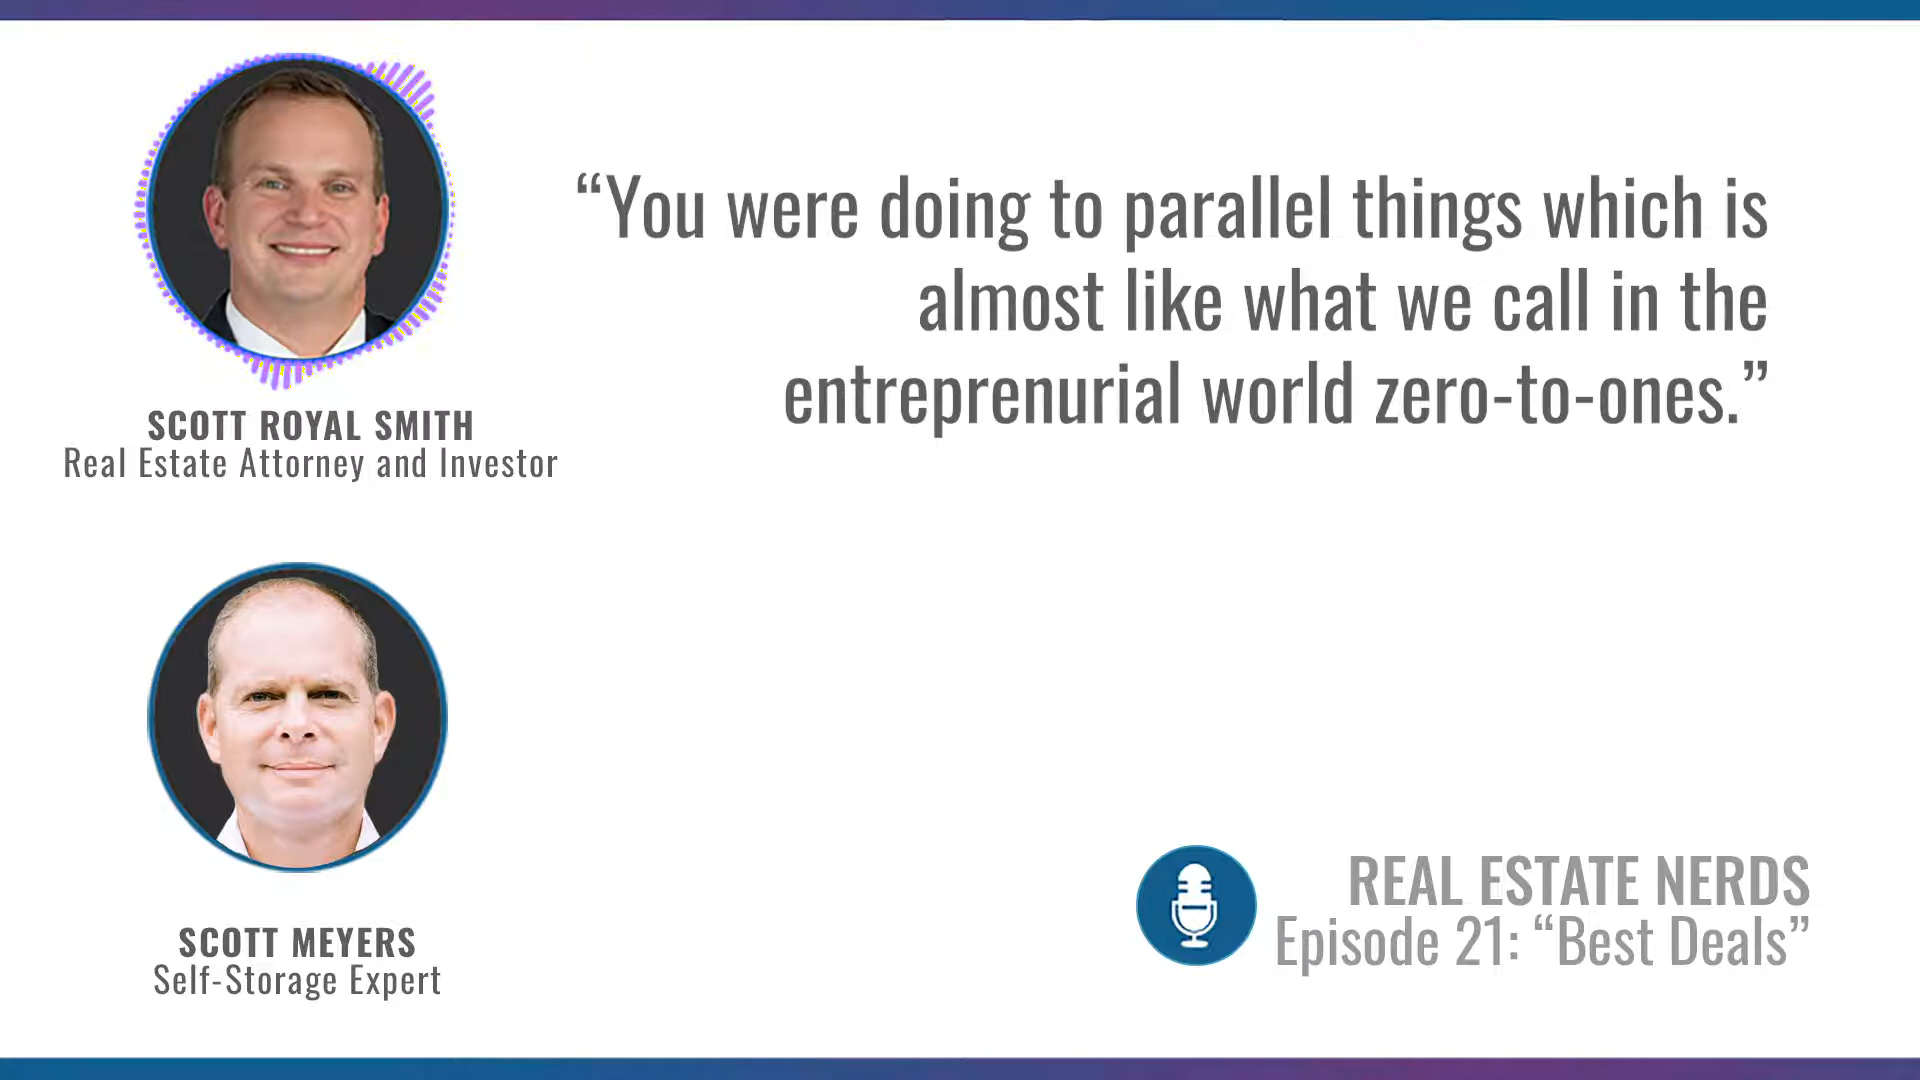 SCOTT ROYAL SMITH
Real Estate Attorney and Investor
“You were doing to parallel things which is
almost like what we call in the
entreprenurial world zero-to-ones.”
SCOTT MEYERS
Self-Storage Expert
REAL ESTATE NERDS
Episode 21: “Best Deals”